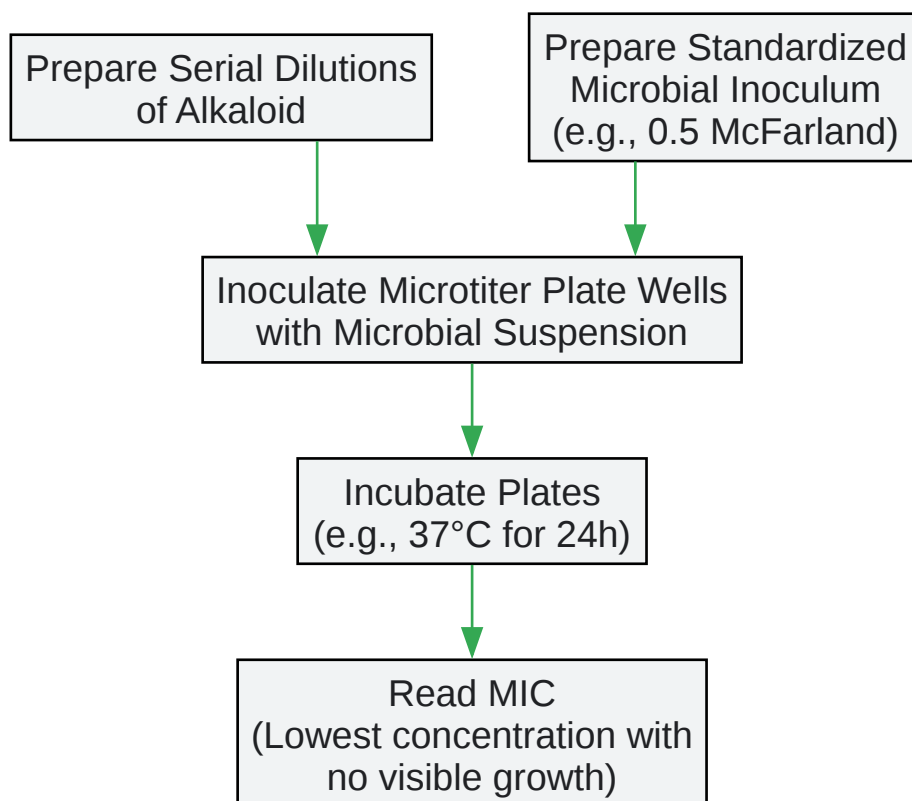 Prepare Serial Dilutions
of Alkaloid
Prepare Standardized
Microbial Inoculum
(e.g., 0.5 McFarland)
Inoculate Microtiter Plate Wells
with Microbial Suspension
Incubate Plates
(e.g., 37°C for 24h)
Read MIC
(Lowest concentration with
no visible growth)